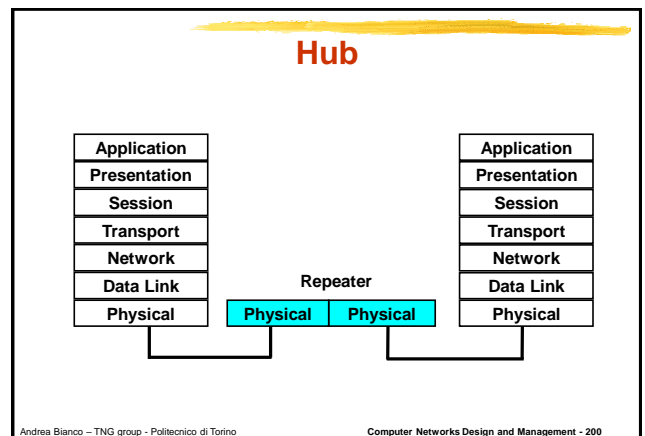 Hub
Application
Presentation
Session
Transport
Network
Data Link
Physical
Repeater
Physical Physical
Application
Presentation
Session
Transport
Network
Data Link
Physical
Andrea Bianco – TNG group - Politecnico di Torino
Computer Networks Design and Management - 200